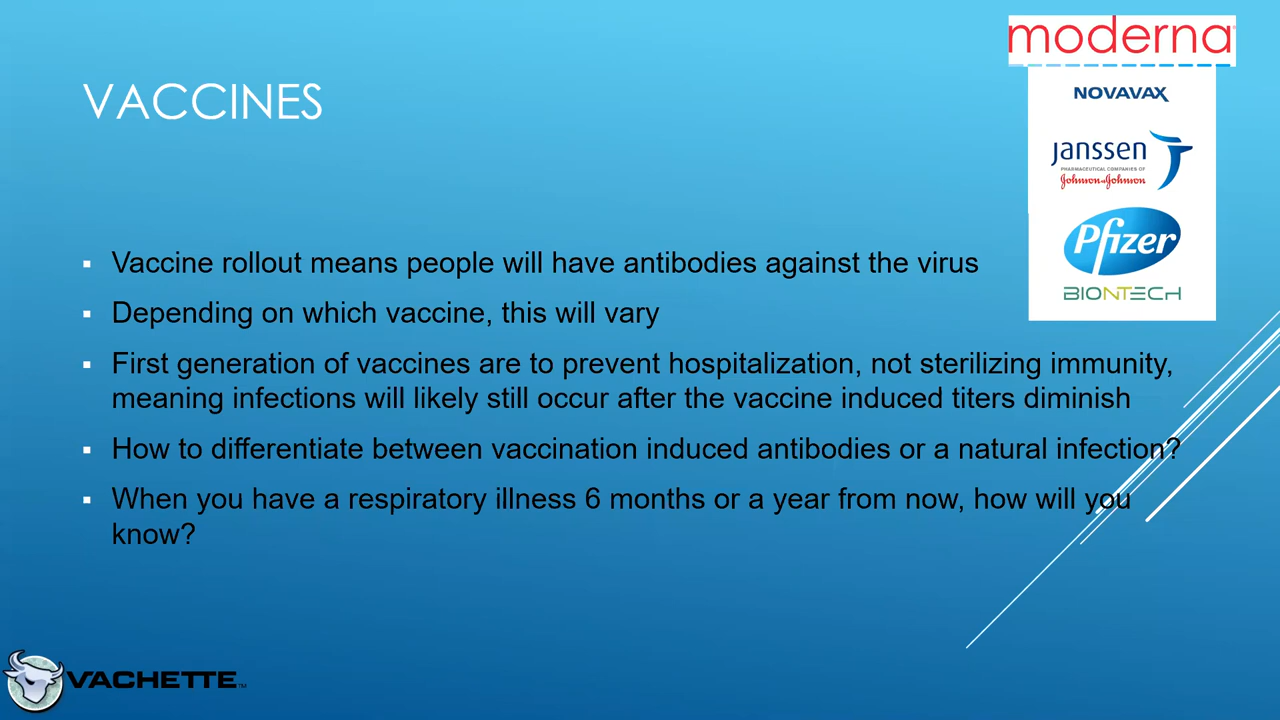 moderna
VACCINES
NOVAVAX
Janssen
PHARMACEUTICAL COMPANIES OF
Johnson & Johnson
Pfizer
BIONTECH
Vaccine rollout means people will have antibodies against the virus
Depending on which vaccine, this will vary
First generation of vaccines are to prevent hospitalization, not sterilizing immunity,
meaning infections will likely still occur after the vaccine induced titers diminish
How to differentiate between vaccination induced antibodies or a natural infection?
When you have a respiratory illness 6 months or a year from now, how will you
know?
VACHETTE™